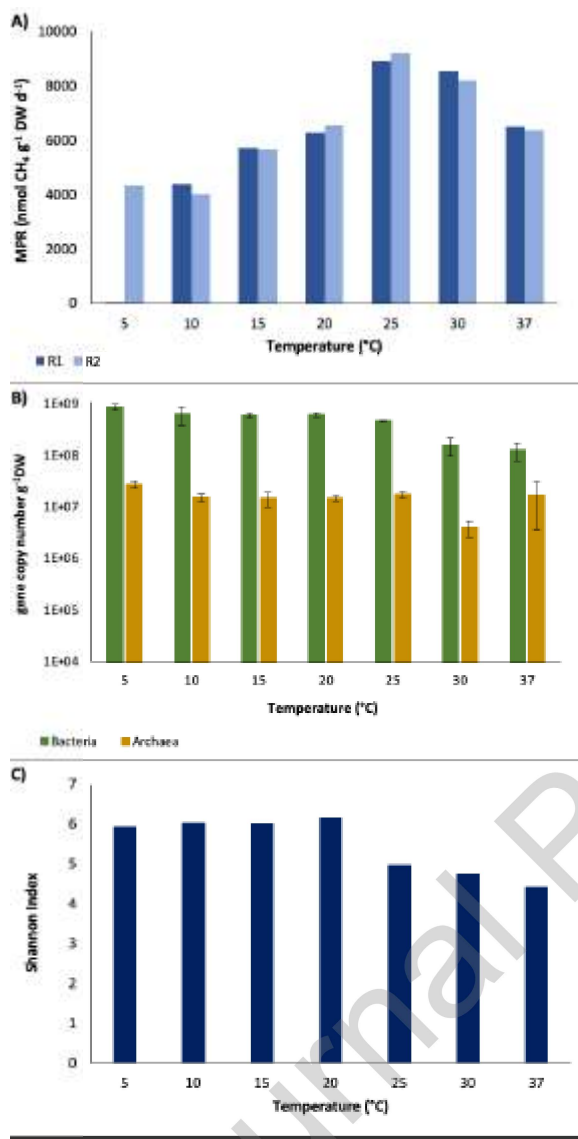 A)
10000
8000
6000
4000
2000
0
MPR (nmol CH₄ g⁻¹ DW d⁻¹)
5 10 15 20 25 30 37
Temperature (°C)
R1 R2
B)
1E+09
1E+08
1E+07
1E+06
1E+05
1E+04
gene copy number g⁻¹DW
5 10 15 20 25 30 37
Temperature (°C)
Bacteria Archaea
C)
7
6
5
4
3
2
1
0
Shannon Index
5 10 15 20 25 30 37
Temperature (°C)
urnal P